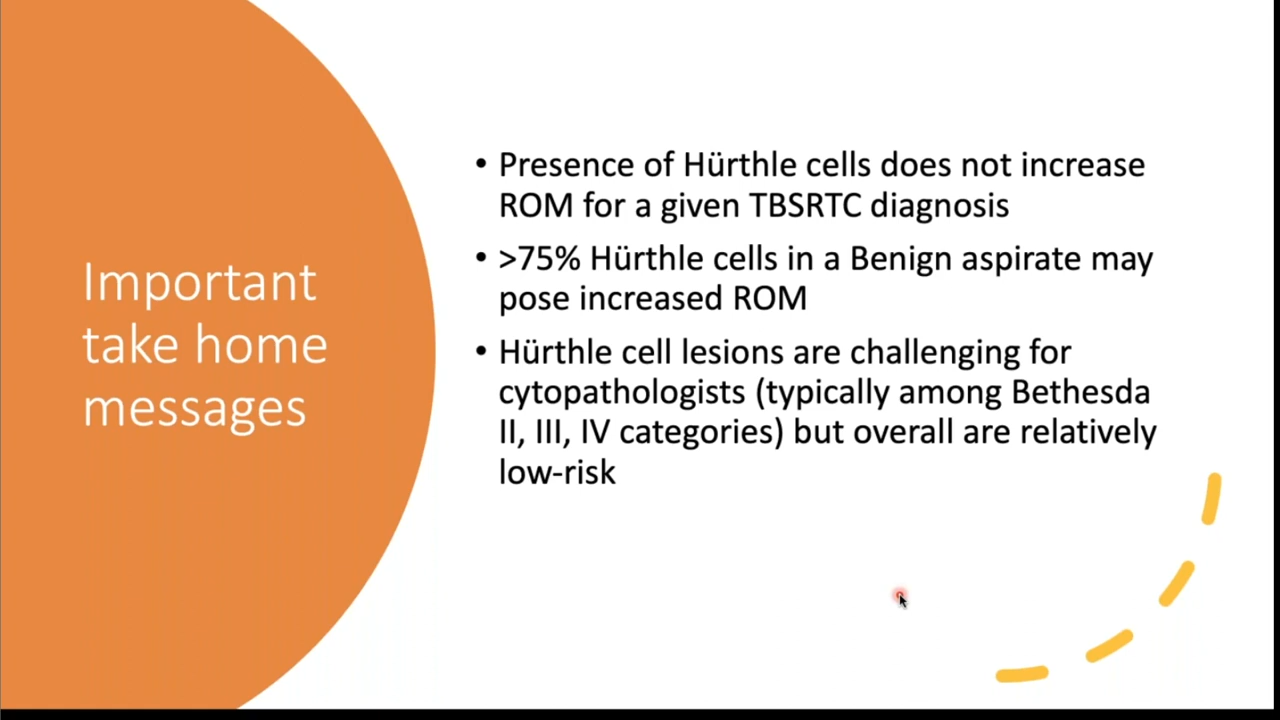 Important
take home
messages
• Presence of Hürthle cells does not increase
ROM for a given TBSRTC diagnosis
• >75% Hürthle cells in a Benign aspirate may
pose increased ROM
• Hürthle cell lesions are challenging for
cytopathologists (typically among Bethesda
II, III, IV categories) but overall are relatively
low-risk